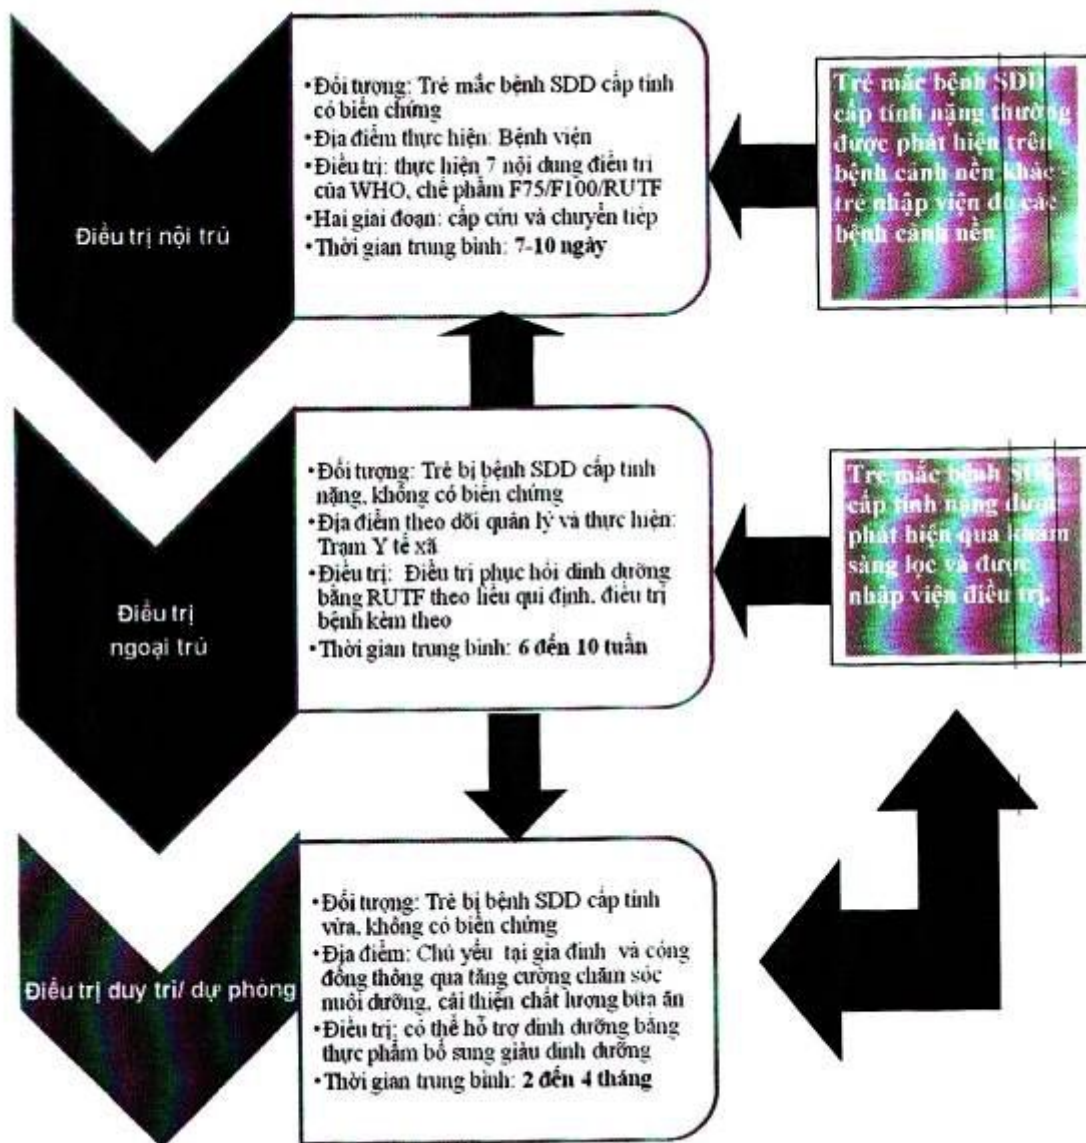 Điều trị nội trú
•Đối tượng: Trẻ mắc bệnh SDD cấp tính
có biến chứng
•Địa điểm thực hiện: Bệnh viện
•Điều trị: thực hiện 7 nội dung điều trị
của WHO, chế phẩm F75/F100/RUTF
•Hai giai đoạn: cấp cứu và chuyển tiếp
•Thời gian trung bình: 7-10 ngày
Trẻ mắc bệnh SDD
cấp tính nặng thường
được phát hiện trên
bệnh cảnh nền khác -
trẻ nhập viện do các
bệnh cảnh nền
Điều trị
ngoại trú
•Đối tượng: Trẻ bị bệnh SDD cấp tính
nặng, không có biến chứng
•Địa điểm theo dõi quản lý và thực hiện:
Trạm Y tế xã
•Điều trị: Điều trị phục hồi dinh dưỡng
bằng RUTF theo liều qui định, điều trị
bệnh kèm theo
•Thời gian trung bình: 6 đến 10 tuần
Trẻ mắc bệnh SDD
cấp tính nặng được
phát hiện qua khám
sàng lọc và được
nhập viện điều trị.
Điều trị duy trì/ dự phòng
•Đối tượng: Trẻ bị bệnh SDD cấp tính
vừa, không có biến chứng
•Địa điểm: Chủ yếu tại gia đình và cộng
đồng thông qua tăng cường chăm sóc
nuôi dưỡng, cải thiện chất lượng bữa ăn
•Điều trị: có thể hỗ trợ dinh dưỡng bằng
thực phẩm bổ sung giàu dinh dưỡng
•Thời gian trung bình: 2 đến 4 tháng